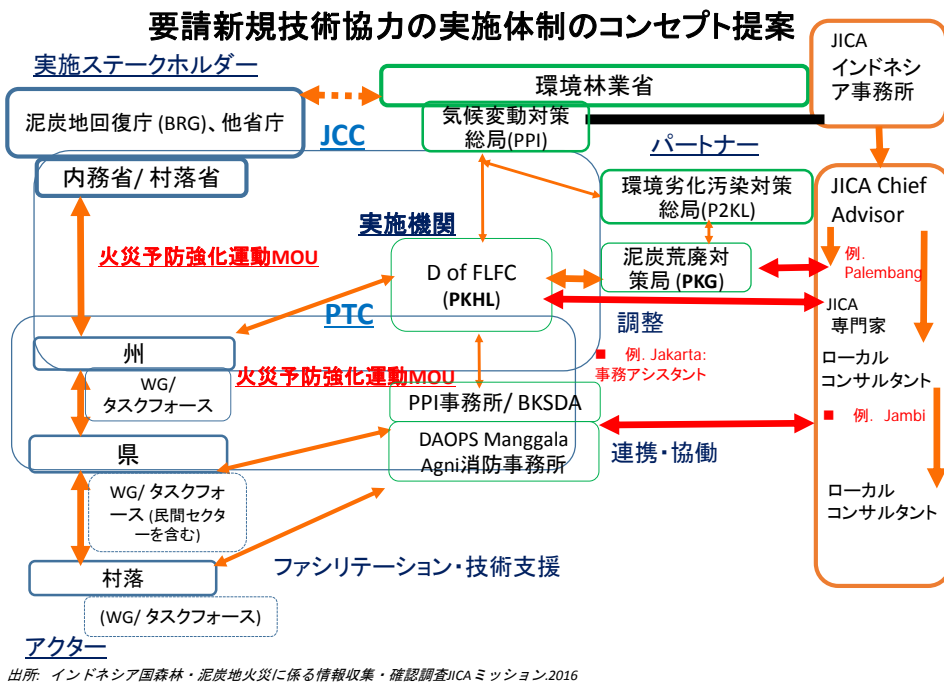 要請新規技術協力の実施体制のコンセプト提案
実施ステークホルダー
泥炭地回復庁 (BRG)、他省庁
JCC
内務省/ 村落省
環境林業省
気候変動対策
総局(PPI)
パートナー
環境劣化汚染対策
総局(P2KL)
泥炭荒廃対
策局 (PKG)
JICA
インドネシ
ア事務所
JICA Chief
Advisor
例.
Palembang
JICA
専門家
ローカル
コンサルタント
■ 例. Jambi
ローカル
コンサルタント
火災予防強化運動MOU
実施機関
D of FLFC
(PKHL)
PTC
調整
■ 例. Jakarta:
事務アシスタント
州
WG/
タスクフォース
火災予防強化運動MOU
PPI事務所/ BKSDA
DAOPS Manggala
Agni消防事務所
連携・協働
県
WG/ タスクフォ
ース (民間セクタ
ーを含む)
村落
ファシリテーション・技術支援
(WG/ タスクフォース)
アクター
出所: インドネシア国森林・泥炭地火災に係る情報収集・確認調査JICAミッション.2016